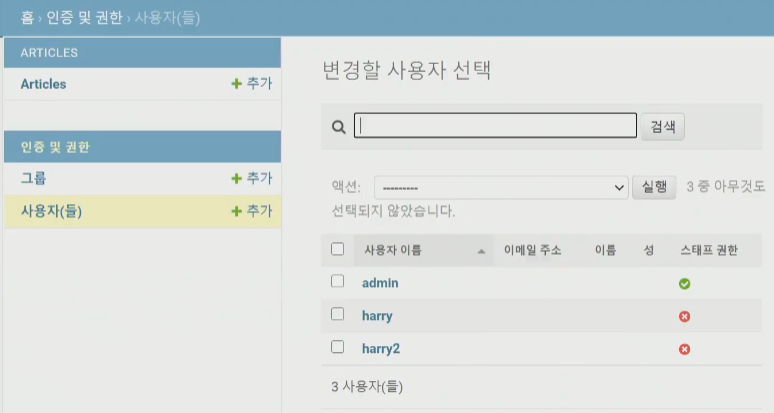 홈 › 인증 및 권한 › 사용자(들)
ARTICLES
Articles + 추가
인증 및 권한
그룹 + 추가
사용자(들) + 추가
변경할 사용자 선택
검색
액션: --------- 실행 3 중 아무것도
선택되지 않았습니다.
사용자 이름 이메일 주소 이름 성 스태프 권한
admin
harry
harry2
3 사용자(들)